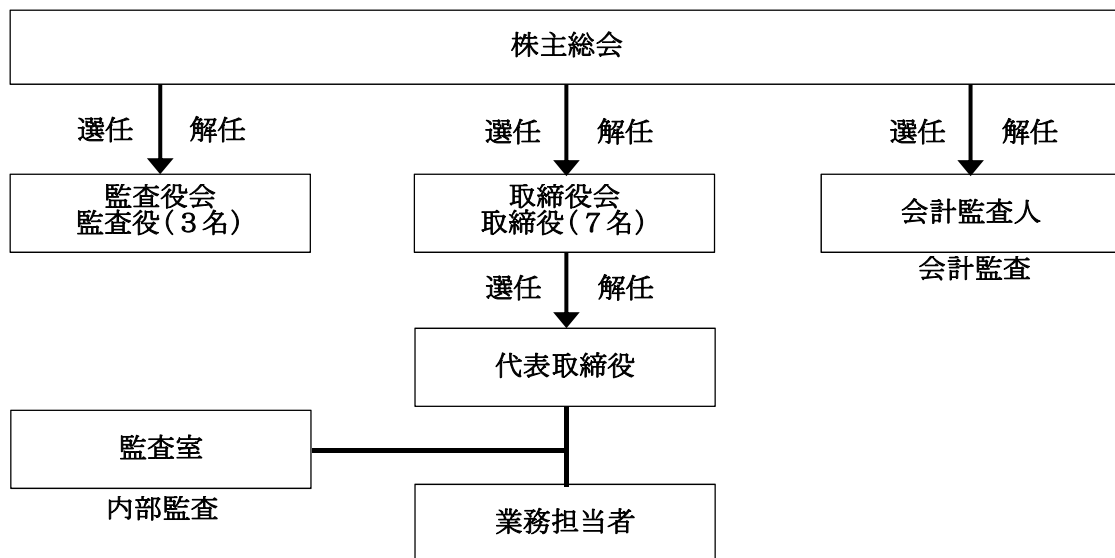 株主総会
選任 解任
選任 解任
選任 解任
監査役会
監査役(3名)
取締役会
取締役(7名)
会計監査人
会計監査
選任 解任
代表取締役
監査室
内部監査
業務担当者